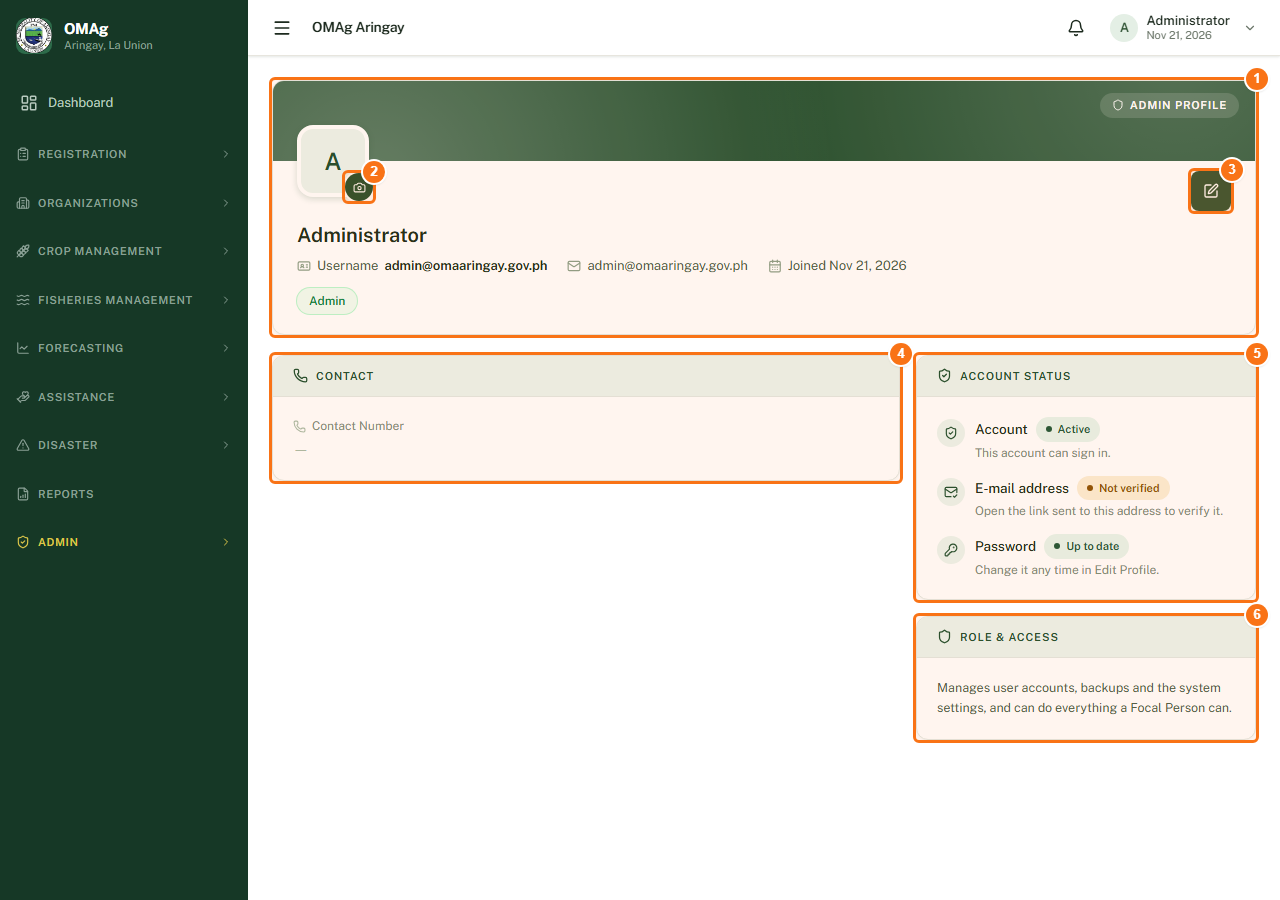 OMAg
Aringay, La Union
Dashboard
REGISTRATION
ORGANIZATIONS
CROP MANAGEMENT
FISHERIES MANAGEMENT
FORECASTING
ASSISTANCE
DISASTER
REPORTS
ADMIN
OMAg Aringay
A
Administrator
Nov 21, 2026
1
ADMIN PROFILE
A
2
3
Administrator
Username admin@omaaringay.gov.ph admin@omaaringay.gov.ph Joined Nov 21, 2026
Admin
4
CONTACT
Contact Number
—
5
ACCOUNT STATUS
Account Active
This account can sign in.
E-mail address Not verified
Open the link sent to this address to verify it.
Password Up to date
Change it any time in Edit Profile.
6
ROLE & ACCESS
Manages user accounts, backups and the system
settings, and can do everything a Focal Person can.